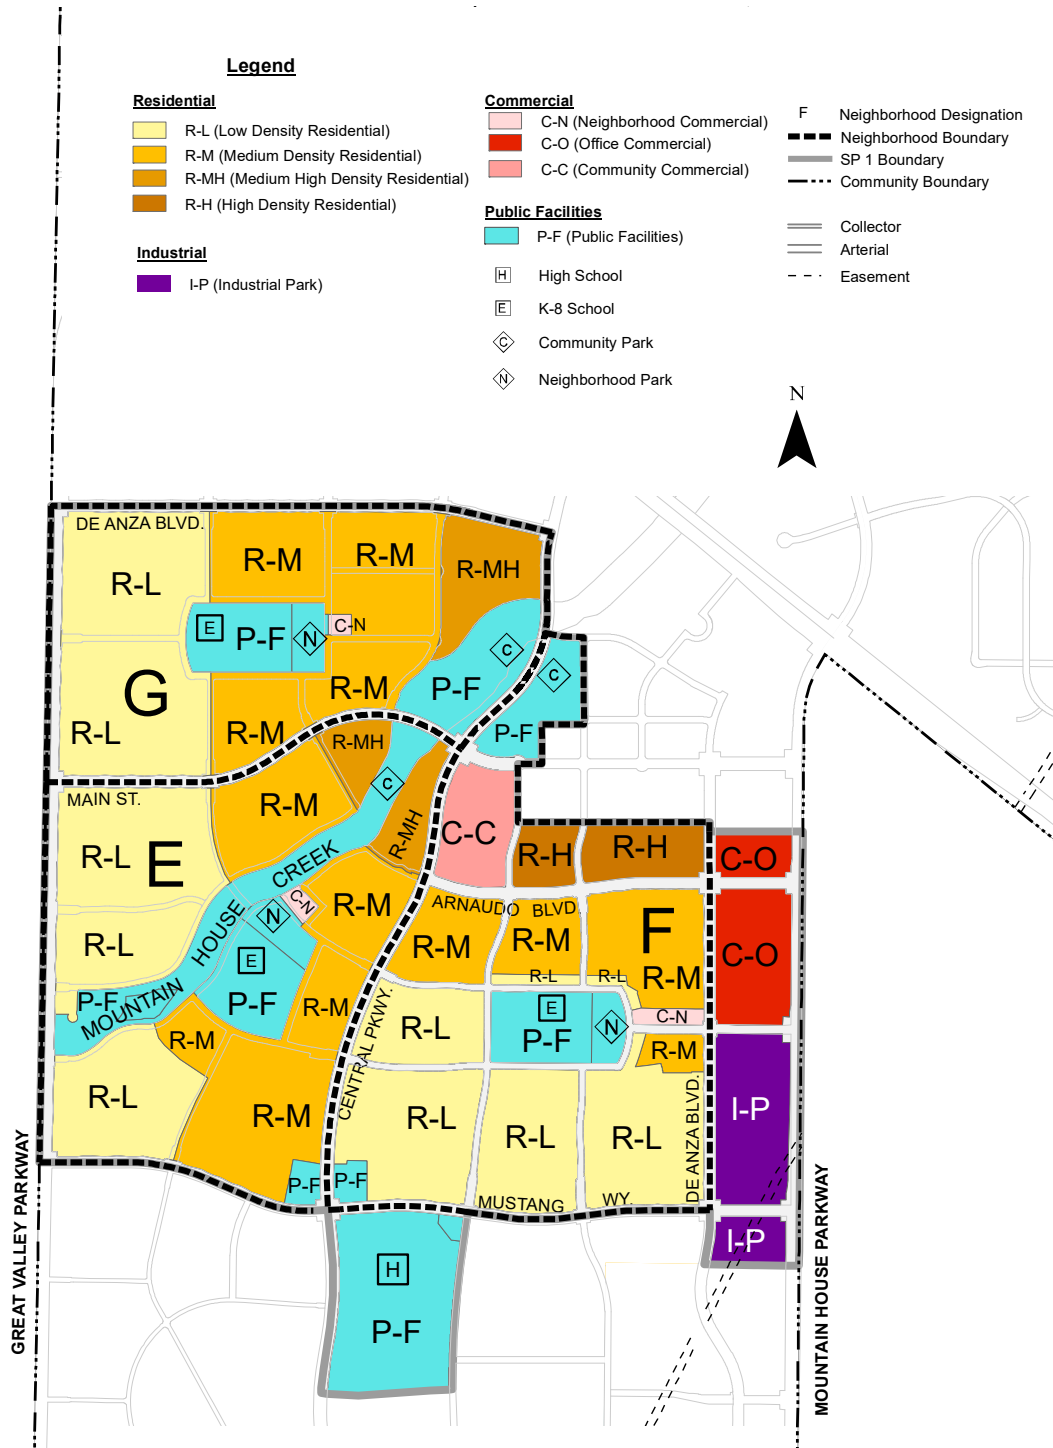 Legend
Residential
R-L (Low Density Residential)
R-M (Medium Density Residential)
R-MH (Medium High Density Residential)
R-H (High Density Residential)
Industrial
I-P (Industrial Park)
Commercial
C-N (Neighborhood Commercial)
C-O (Office Commercial)
C-C (Community Commercial)
Public Facilities
P-F (Public Facilities)
H High School
E K-8 School
C Community Park
N Neighborhood Park
F Neighborhood Designation
Neighborhood Boundary
SP 1 Boundary
Community Boundary
Collector
Arterial
Easement
N
DE ANZA BLVD.
R-L
R-M
R-M
R-MH
E
P-F
N
C-N
C
C
G
R-M
P-F
R-L
R-M
P-F
R-MH
MAIN ST.
R-M
C
R-MH
C-C
R-L
E
R-H
R-H
C-O
CREEK
C-N
R-M
ARNAUDO BLVD.
N
HOUSE
F
R-L
R-M
R-M
C-O
E
R-L
R-L
R-M
P-F
MOUNTAIN
P-F
R-M
CENTRAL PKWY.
R-L
E
P-F
N
C-N
R-M
R-M
R-L
R-M
R-L
R-L
R-L
DE ANZA BLVD.
I-P
P-F
P-F
MUSTANG WY.
I-P
H
P-F
GREAT VALLEY PARKWAY
MOUNTAIN HOUSE PARKWAY